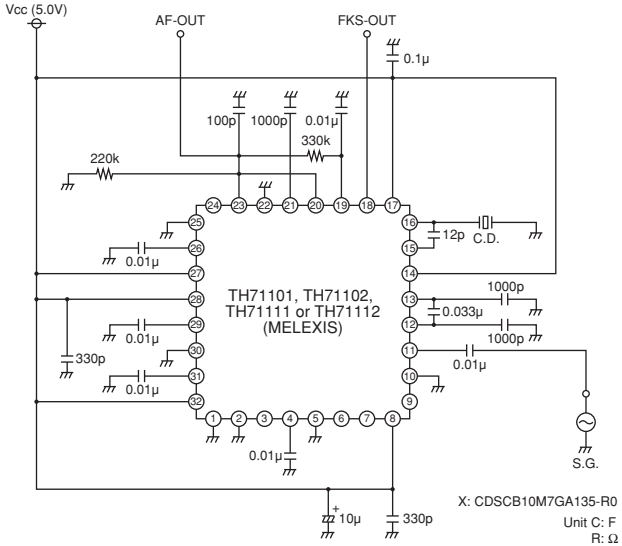 Vcc (5.0V)
AF-OUT
FKS-OUT
0.1µ
100p
1000p
0.01µ
330k
220k
24 23 22 21 20 19 18 17
25
16
12p
C.D.
26
15
0.01µ
27
14
TH71101, TH71102,
TH71111 or TH71112
(MELEXIS)
28
13
1000p
0.033µ
29
12
0.01µ
1000p
330p
30
11
0.01µ
31
10
0.01µ
32
9
1 2 3 4 5 6 7 8
0.01µ
S.G.
+
10µ
330p
X: CDSCB10M7GA135-R0
Unit C: F
R: Ω